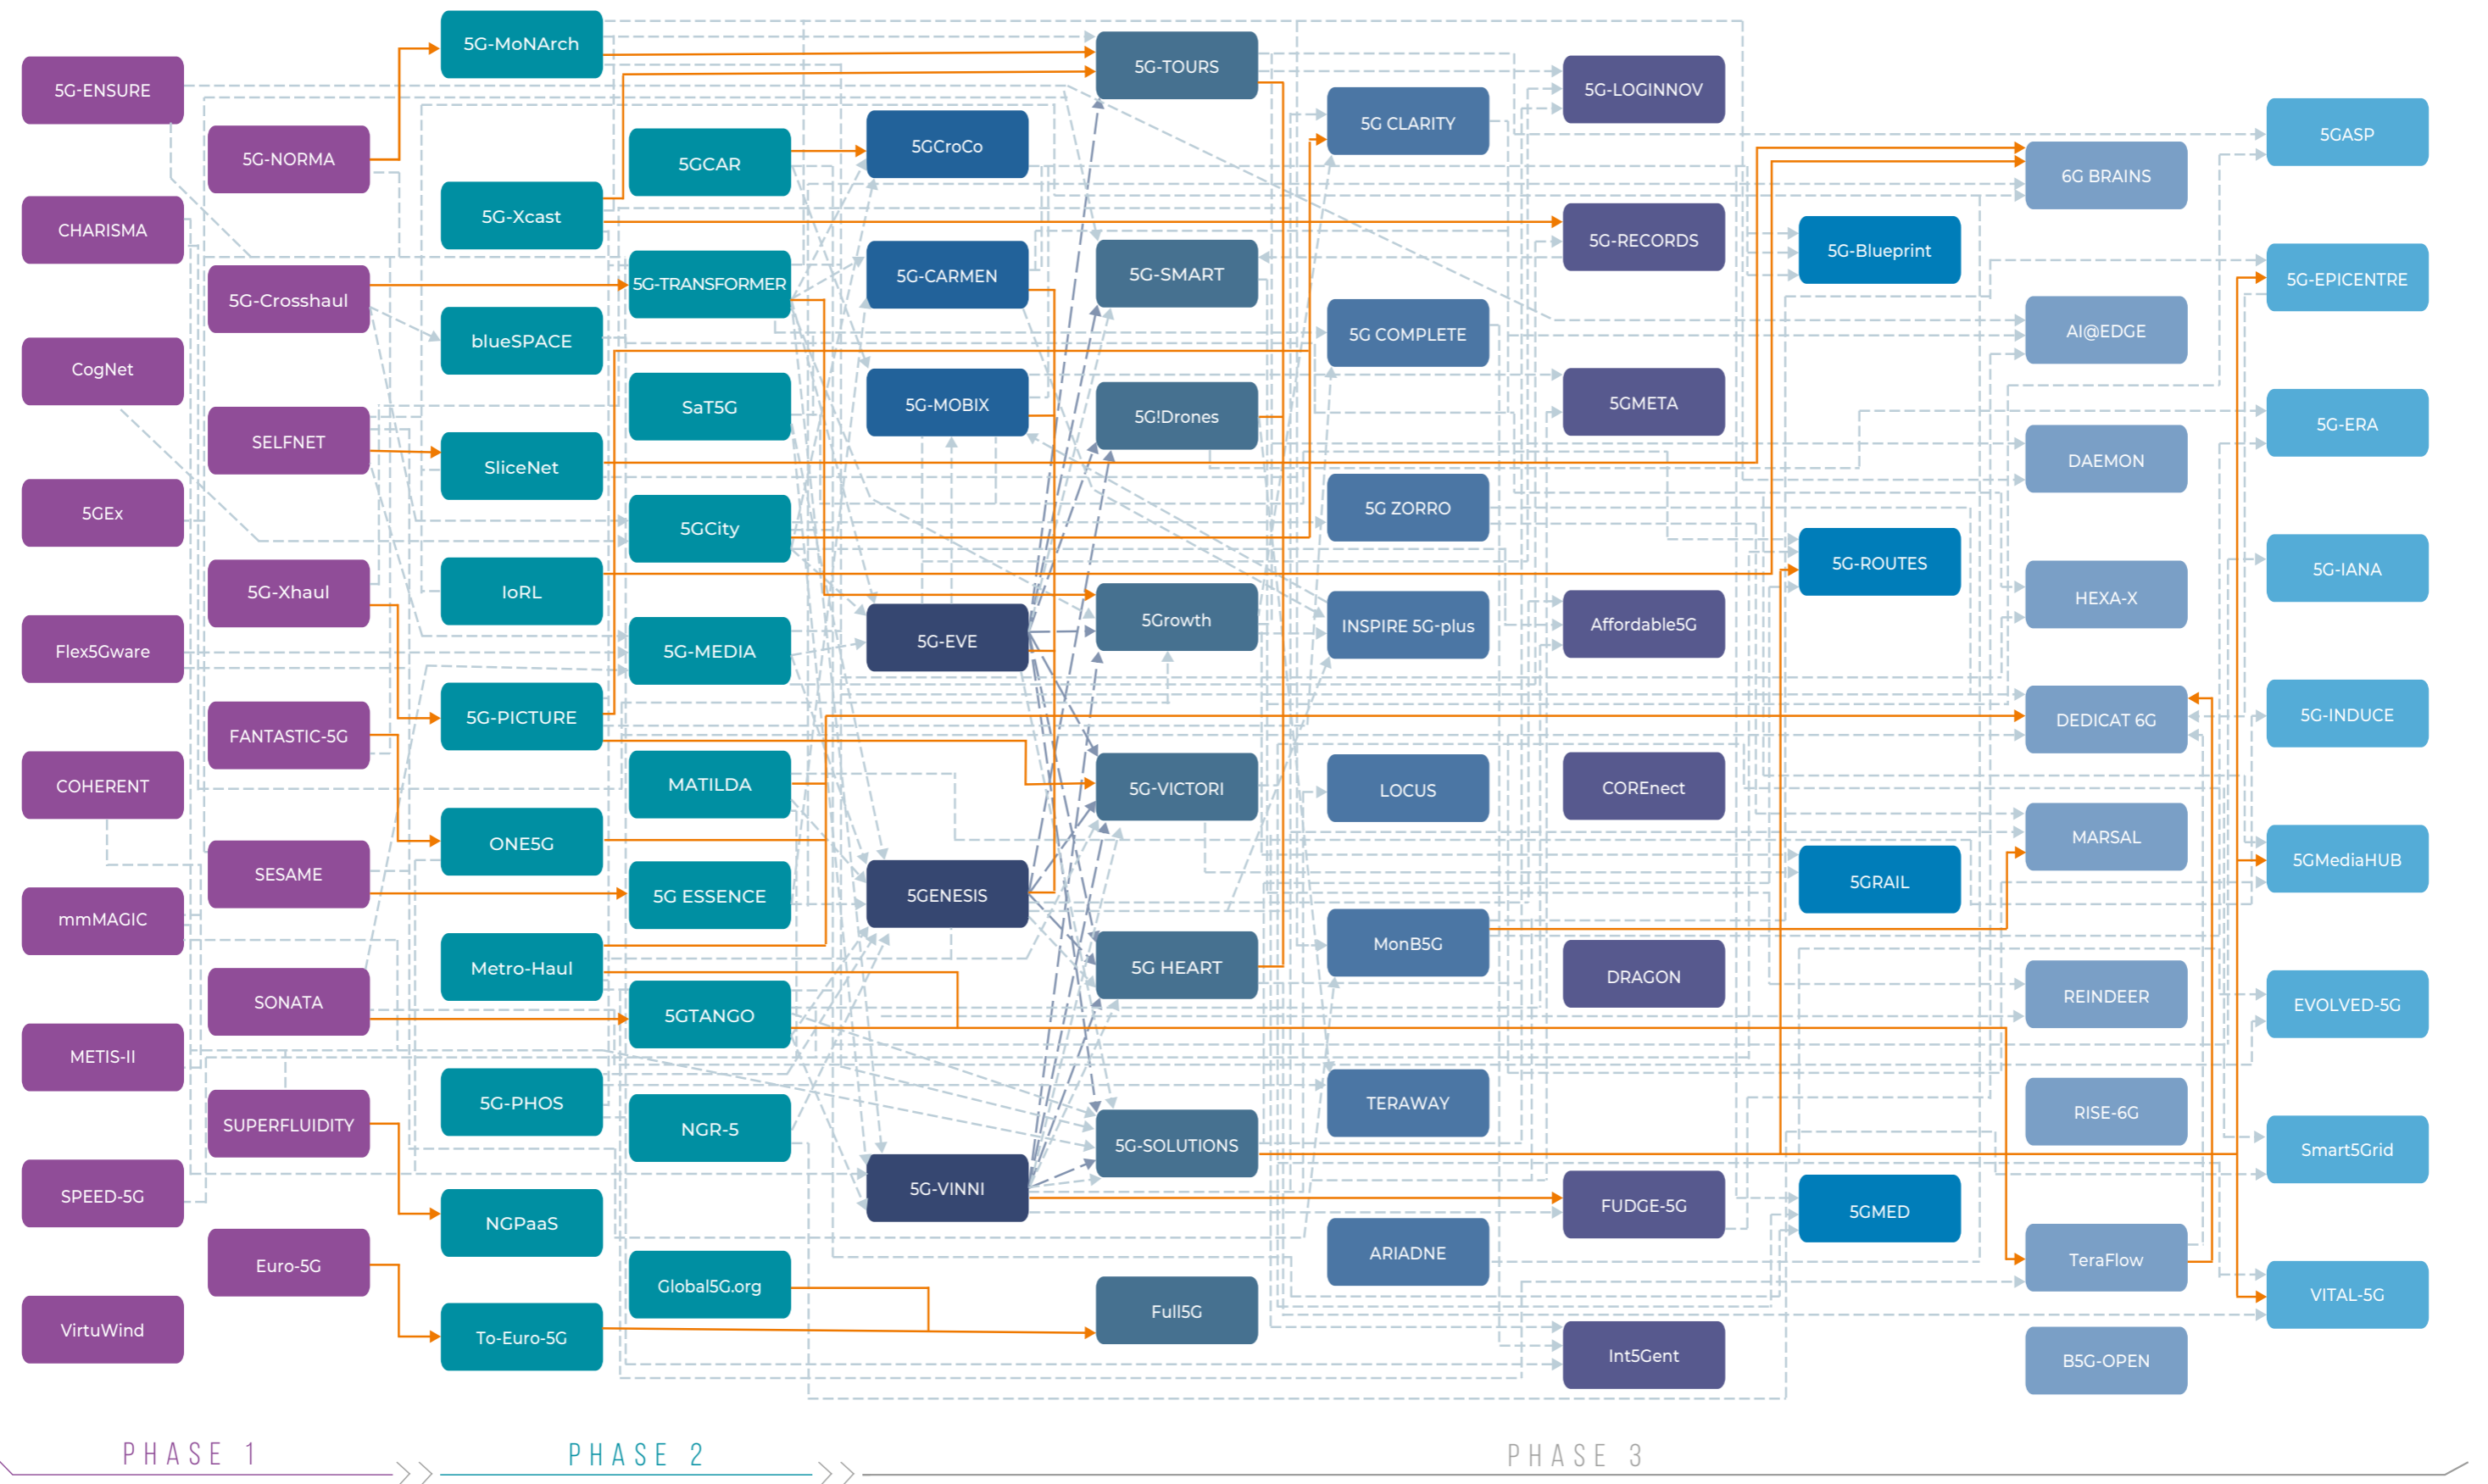 5G-ENSURE
CHARISMA
CogNet
5GEx
Flex5Gware
COHERENT
mmMAGIC
METIS-II
SPEED-5G
VirtuWind
5G-NORMA
5G-Crosshaul
SELFNET
5G-Xhaul
FANTASTIC-5G
SESAME
SONATA
SUPERFLUIDITY
Euro-5G
5G-MoNArch
5G-Xcast
blueSPACE
SliceNet
IoRL
5G-PICTURE
ONE5G
Metro-Haul
5G-PHOS
NGPaaS
To-Euro-5G
5GCAR
5G-TRANSFORMER
SaT5G
5GCity
5G-MEDIA
MATILDA
5G ESSENCE
5GTANGO
NGR-5
Global5G.org
5GCroCo
5G-CARMEN
5G-MOBIX
5G-EVE
5GENESIS
5G-VINNI
5G-TOURS
5G-SMART
5G!Drones
5Growth
5G-VICTORI
5G HEART
5G-SOLUTIONS
Full5G
5G CLARITY
5G COMPLETE
5G ZORRO
INSPIRE 5G-plus
LOCUS
MonB5G
TERAWAY
ARIADNE
5G-LOGINNOV
5G-RECORDS
5GMETA
Affordable5G
COREnect
DRAGON
FUDGE-5G
Int5Gent
5G-Blueprint
5G-ROUTES
5GRAIL
5GMED
6G BRAINS
AI@EDGE
DAEMON
HEXA-X
DEDICAT 6G
MARSAL
REINDEER
RISE-6G
TeraFlow
B5G-OPEN
5GASP
5G-EPICENTRE
5G-ERA
5G-IANA
5G-INDUCE
5GMediaHUB
EVOLVED-5G
Smart5Grid
VITAL-5G
PHASE 1
PHASE 2
PHASE 3